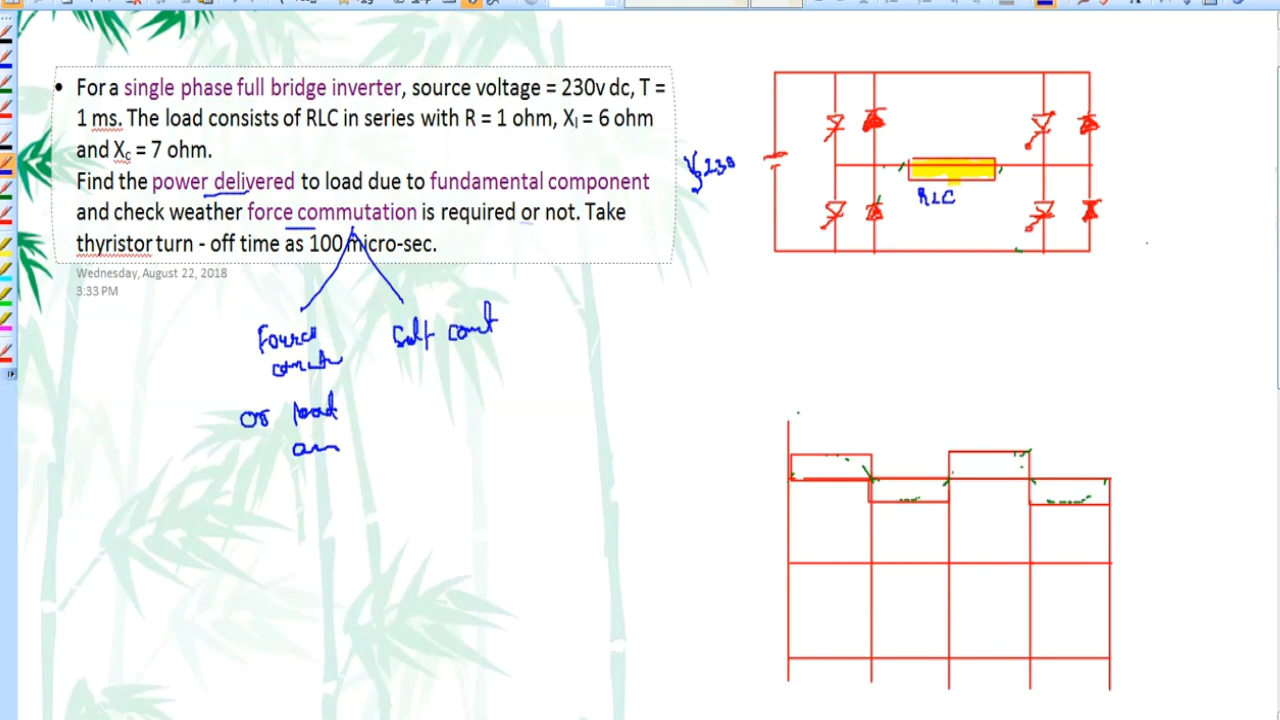 • For a single phase full bridge inverter, source voltage = 230v dc, T =
1 ms. The load consists of RLC in series with R = 1 ohm, Xl = 6 ohm
and Xc = 7 ohm.
Find the power delivered to load due to fundamental component
and check weather force commutation is required or not. Take
thyristor turn - off time as 100 micro-sec.
Wednesday, August 22, 2018
3:33 PM
230
RLC
Force
Self
or load